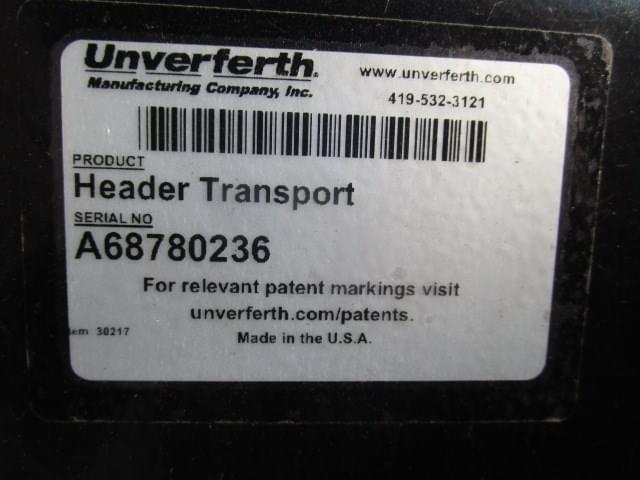 Unverferth
Manufacturing Company, Inc.
www.unverferth.com
419-532-3121
PRODUCT
Header Transport
SERIAL NO
A68780236
For relevant patent markings visit
unverferth.com/patents.
30217
Made in the U.S.A.